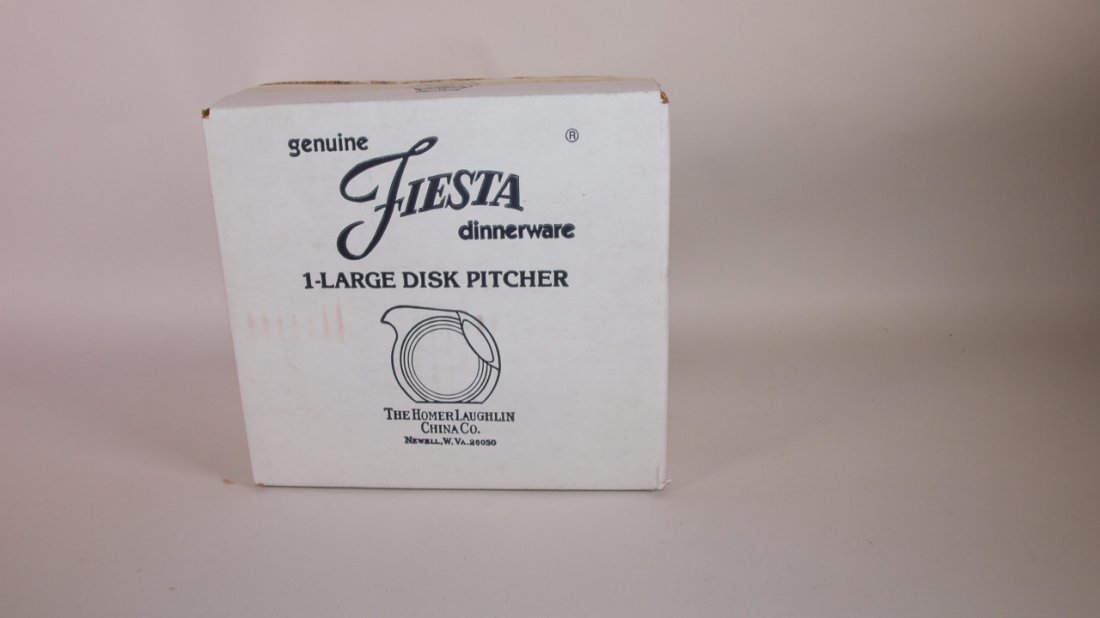 genuine
®
FIESTA
dinnerware
1-LARGE DISK PITCHER
THE HOMER LAUGHLIN
CHINA CO.
NEWELL, W. VA. 26050